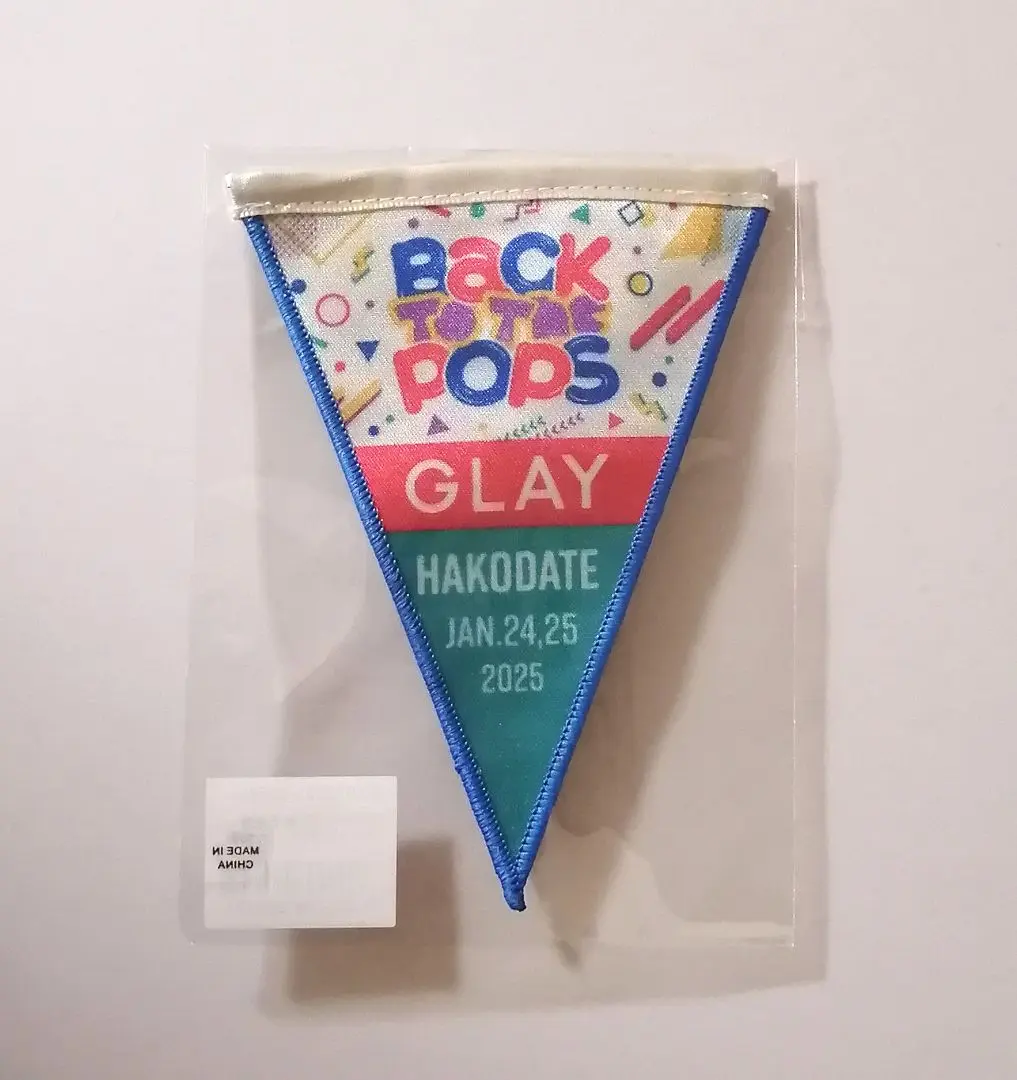 BaCK
TO THE
POPS
GLAY
HAKODATE
JAN.24,25
2025
MADE IN
CHINA